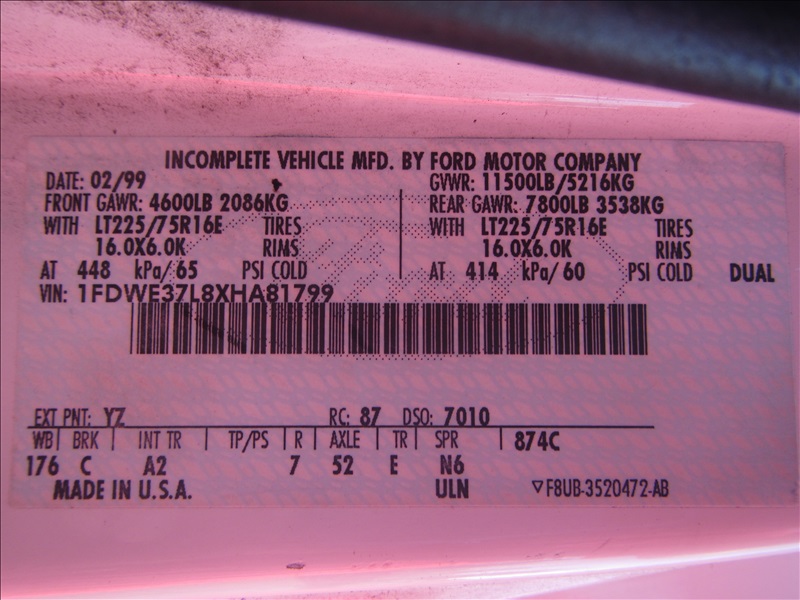 INCOMPLETE VEHICLE MFD. BY FORD MOTOR COMPANY
DATE: 02/99 GVWR: 11500LB/5216KG
FRONT GAWR: 4600LB 2086KG REAR GAWR: 7800LB 3538KG
WITH LT225/75R16E TIRES WITH LT225/75R16E TIRES
16.0X6.0K RIMS 16.0X6.0K RIMS
AT 448 kPa/65 PSI COLD AT 414 kPa/60 PSI COLD DUAL
VIN: 1FDWE37L8XHA81799
EXT PNT: YZ RC: 87 DSO: 7010
WB BRK INT TR TP/PS R AXLE TR SPR 874C
176 C A2 7 52 E N6
MADE IN U.S.A. ULN ▽F8UB-3520472-AB